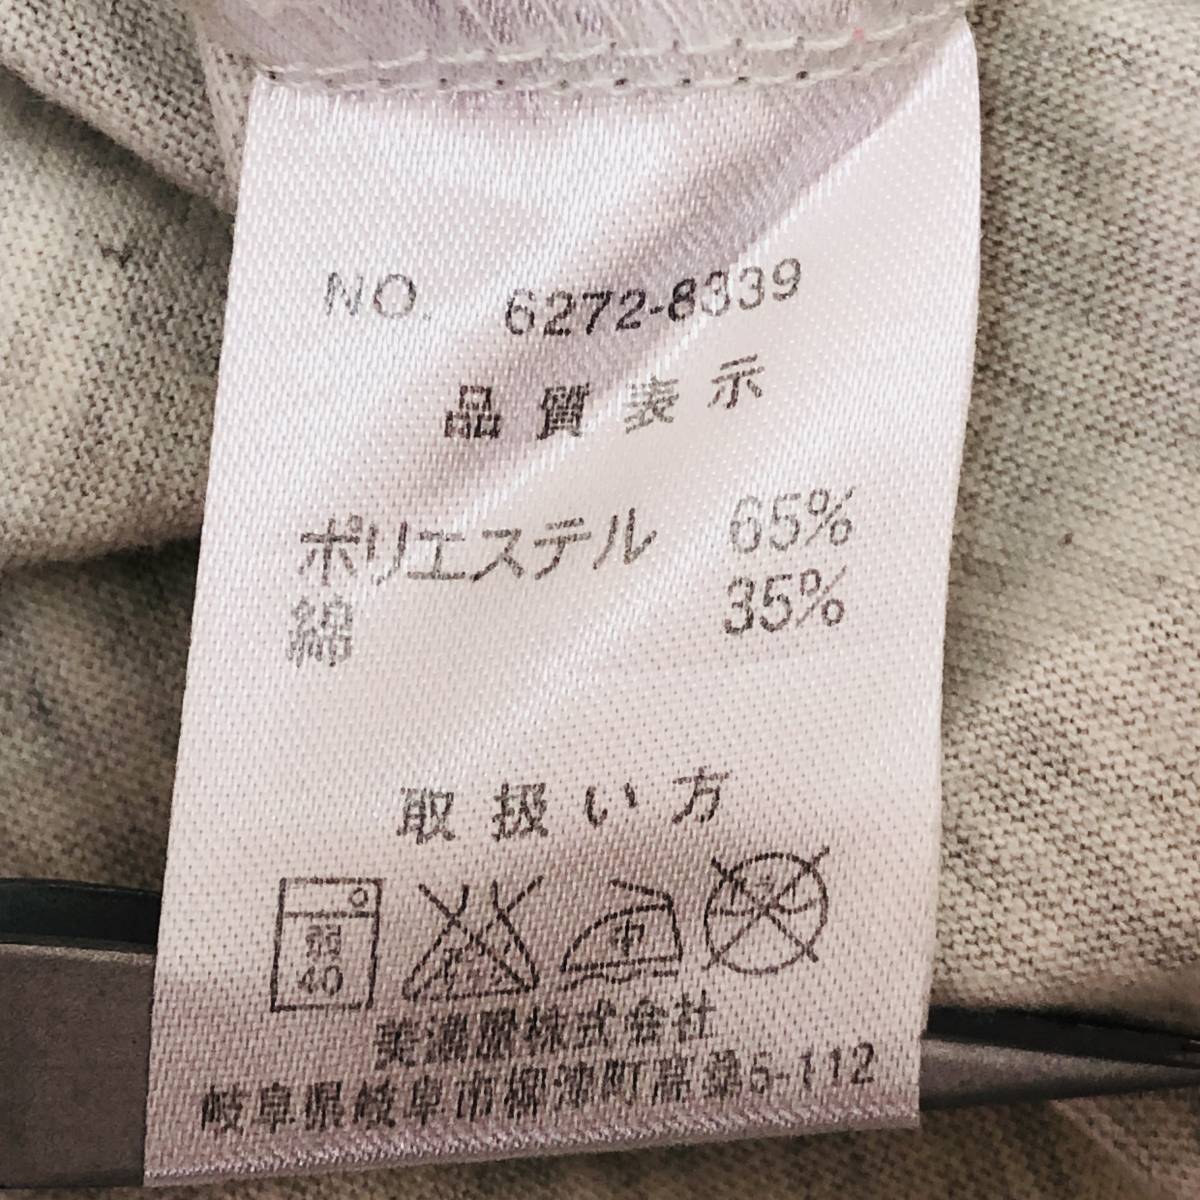 NO. 6272-8339
品質表示
ポリエステル 65%
綿 35%
取扱い方
弱 40 中
美濃屋株式会社
岐阜県岐阜市柳津町高桑5-112